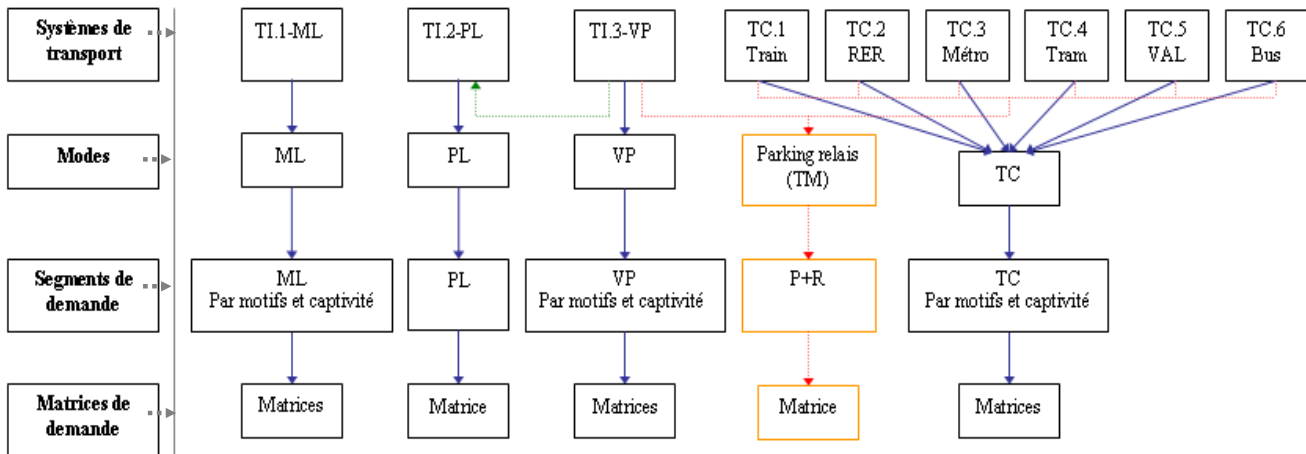 Systèmes de
transport
TI.1-ML
TI.2-PL
TI.3-VP
TC.1
Train
TC.2
RER
TC.3
Métro
TC.4
Tram
TC.5
VAL
TC.6
Bus
Modes
ML
PL
VP
Parking relais
(TM)
TC
Segments de
demande
ML
Par motifs et captivité
PL
VP
Par motifs et captivité
P+R
TC
Par motifs et captivité
Matrices de
demande
Matrices
Matrice
Matrices
Matrice
Matrices